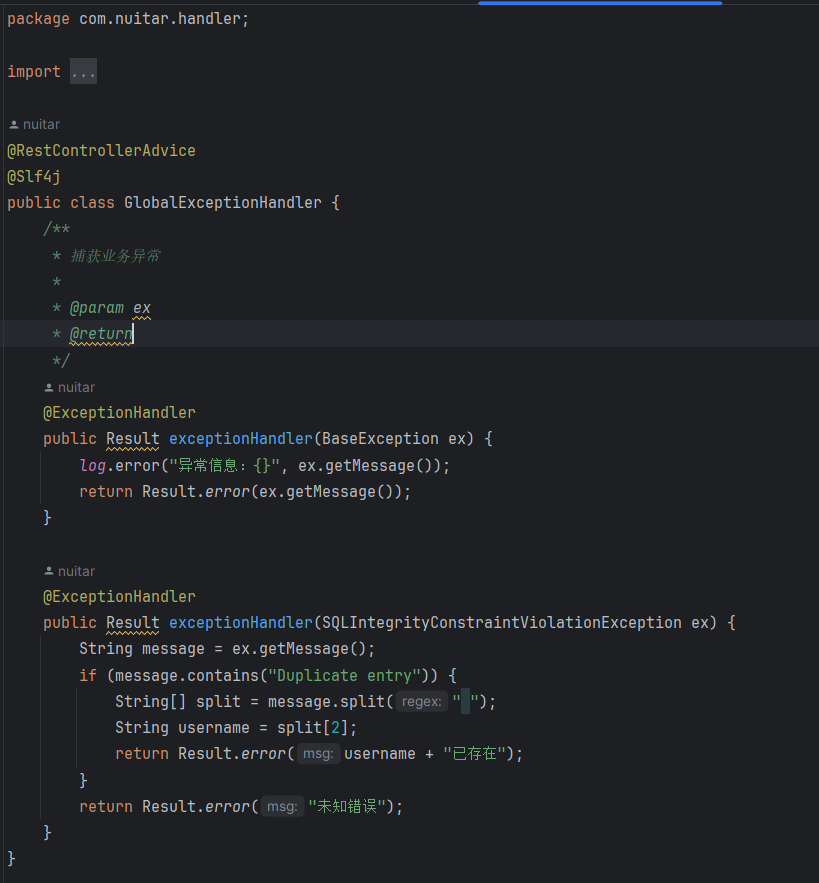 package com.nuitar.handler;
import ...
nuitar
@RestControllerAdvice
@Slf4j
public class GlobalExceptionHandler {
/**
* 捕获业务异常
*
* @param ex
* @return
*/
nuitar
@ExceptionHandler
public Result exceptionHandler(BaseException ex) {
log.error("异常信息：{}", ex.getMessage());
return Result.error(ex.getMessage());
}
nuitar
@ExceptionHandler
public Result exceptionHandler(SQLIntegrityConstraintViolationException ex) {
String message = ex.getMessage();
if (message.contains("Duplicate entry")) {
String[] split = message.split( regex: " ");
String username = split[2];
return Result.error( msg: username + "已存在");
}
return Result.error( msg: "未知错误");
}
}